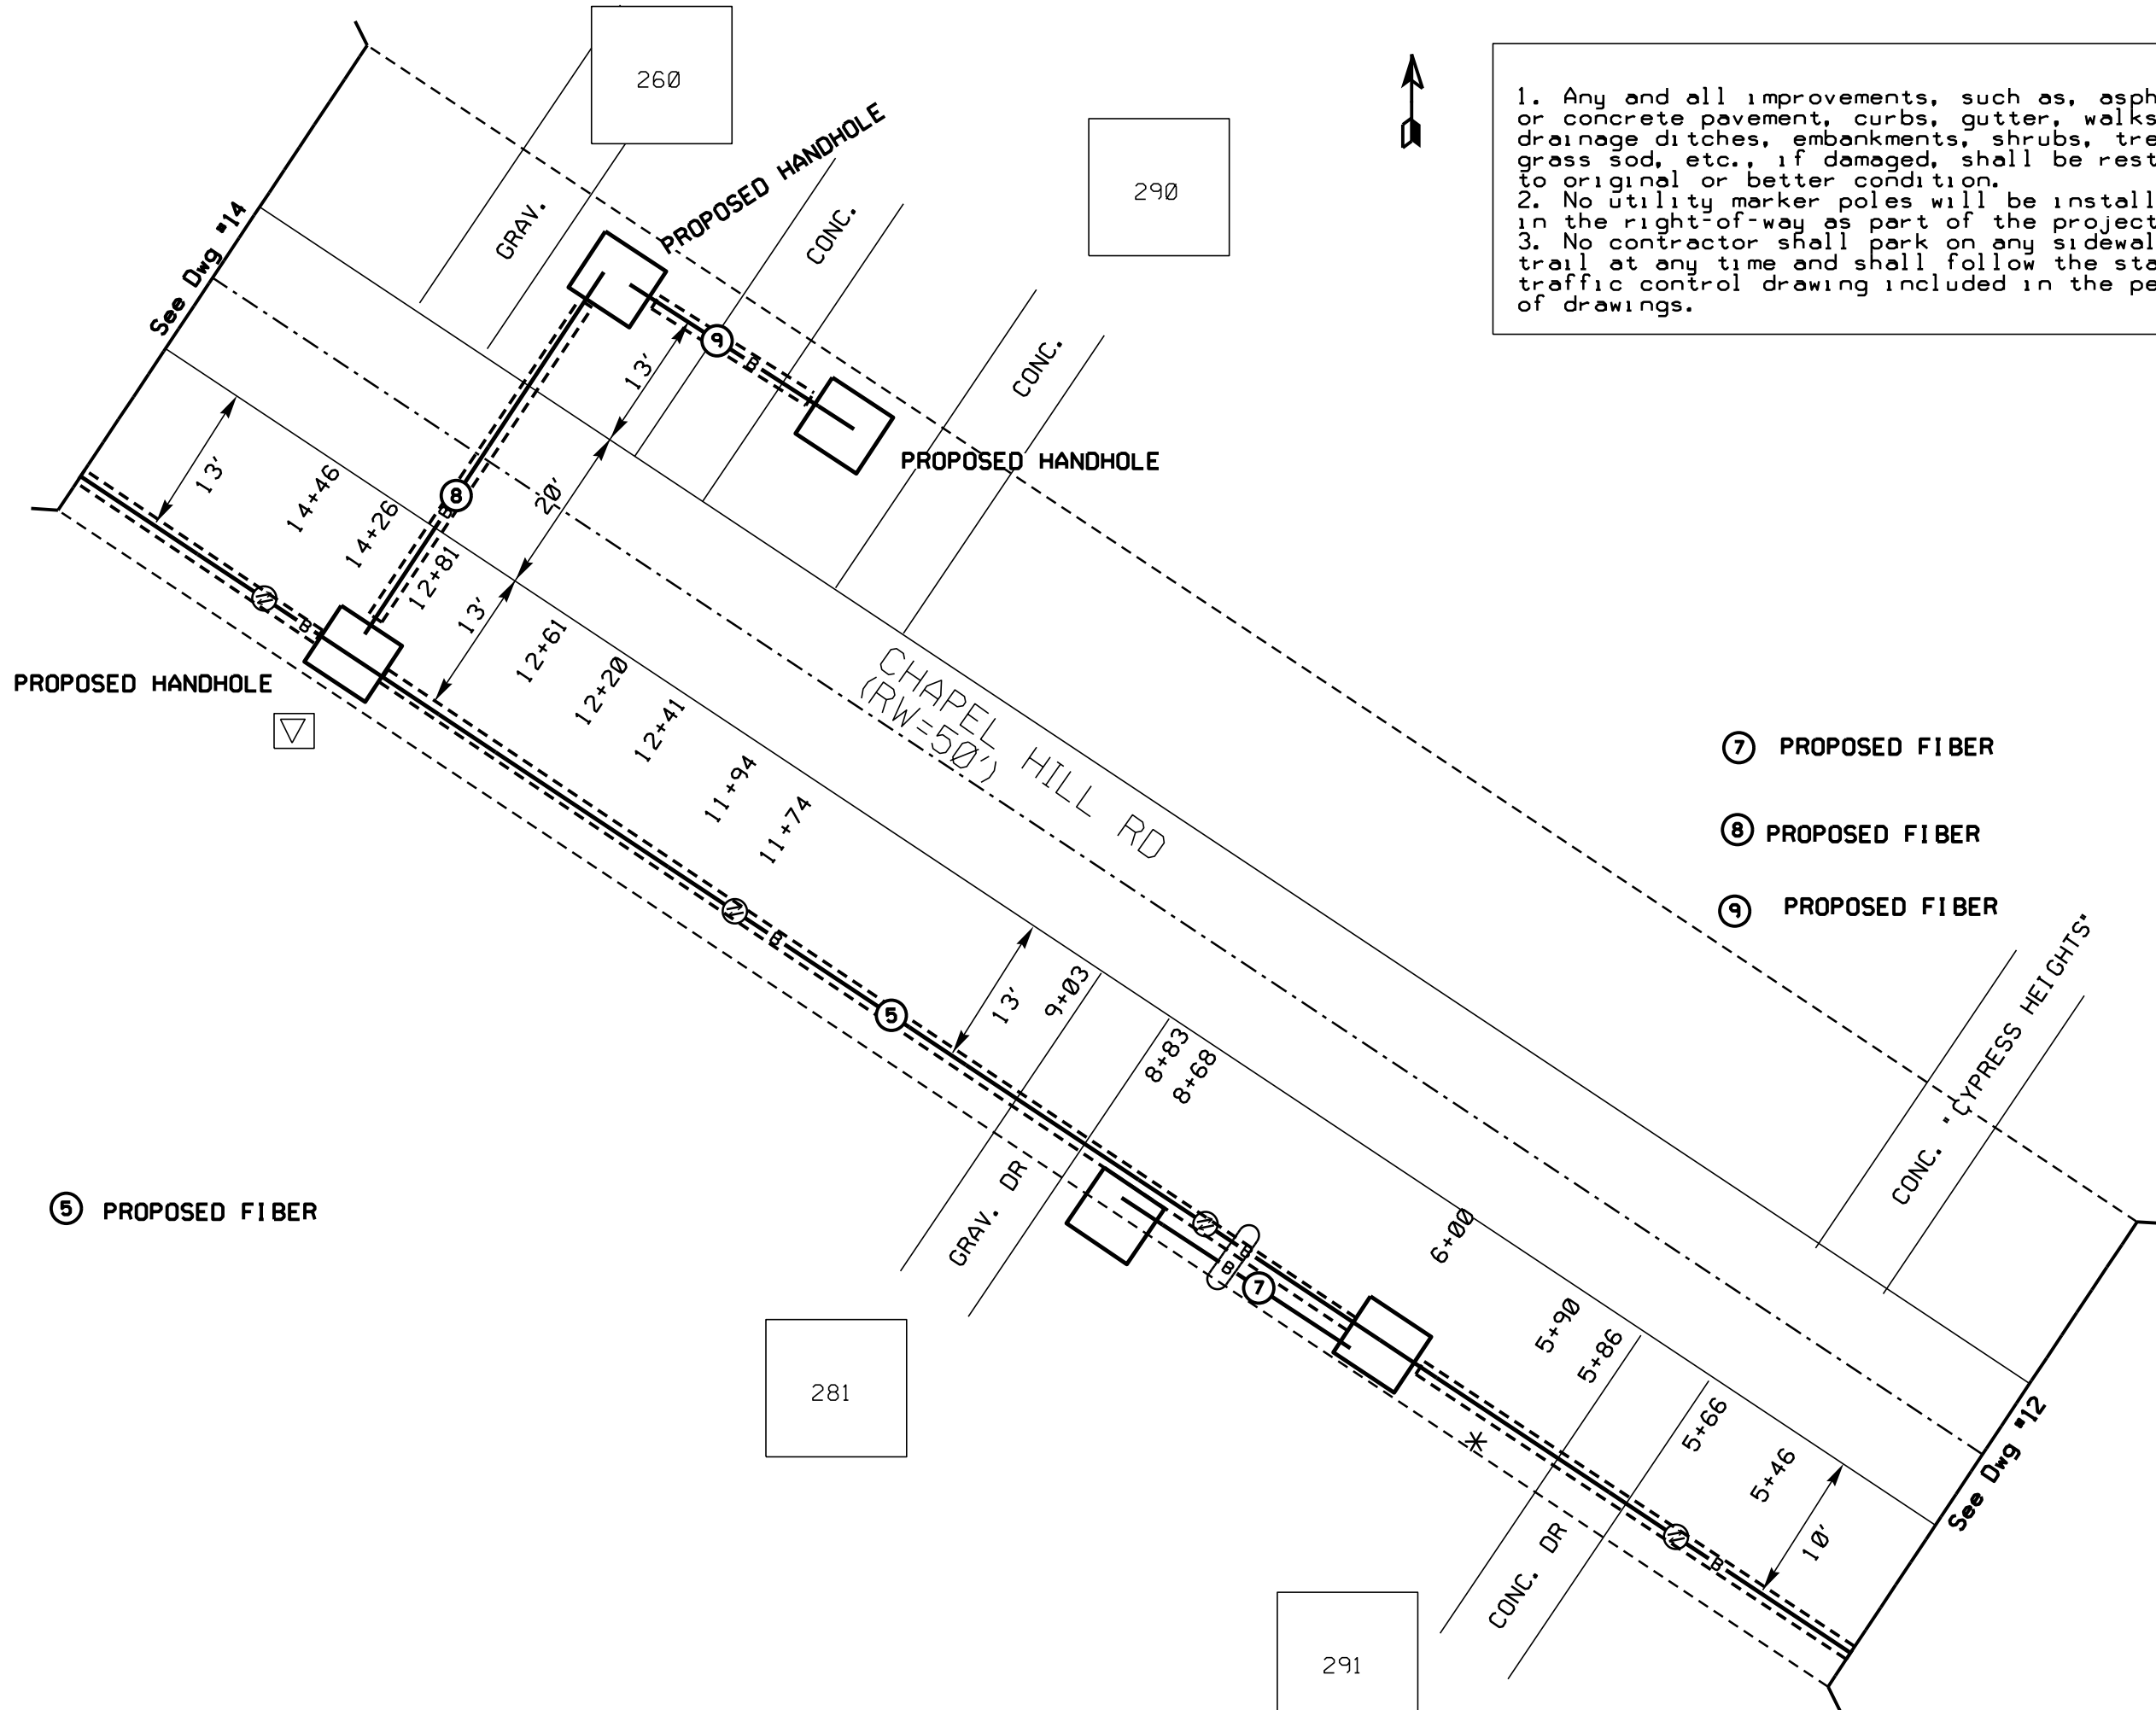 260
290
1. Any and all improvements, such as, asph
or concrete pavement, curbs, gutter, walks
drainage ditches, embankments, shrubs, tre
grass sod, etc., if damaged, shall be rest
to original or better condition.
2. No utility marker poles will be install
in the right-of-way as part of the project
3. No contractor shall park on any sidewal
trail at any time and shall follow the sta
traffic control drawing included in the pe
of drawings.
PROPOSED HANDHOLE
GRAV.
CONC.
See Dwg #14
9
B
13'
CONC.
PROPOSED HANDHOLE
13'
14+46
14+26
8
B
20'
12+81
13'
B
PROPOSED HANDHOLE
12+61
12+20
12+41
11+94
11+74
CHAPEL HILL RD
(RW=50')
7 PROPOSED FIBER
8 PROPOSED FIBER
9 PROPOSED FIBER
B
5
13'
9+03
8+83
8+68
CONC. "CYPRESS HEIGHTS"
GRAV. DR
5 PROPOSED FIBER
B
B
7
6+00
5+90
5+86
5+66
5+46
10'
See Dwg #12
281
CONC. DR
B
291